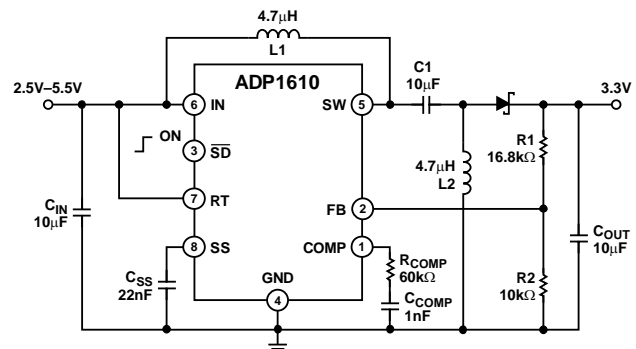 4.7μH
L1
ADP1610
C1
10μF
2.5V–5.5V
3.3V
6
IN
SW
5
ON
3
SD
R1
16.8kΩ
4.7μH
L2
7
RT
FB
2
CIN
10μF
8
SS
COMP
1
COUT
10μF
CSS
22nF
GND
4
RCOMP
60kΩ
CCOMP
1nF
R2
10kΩ